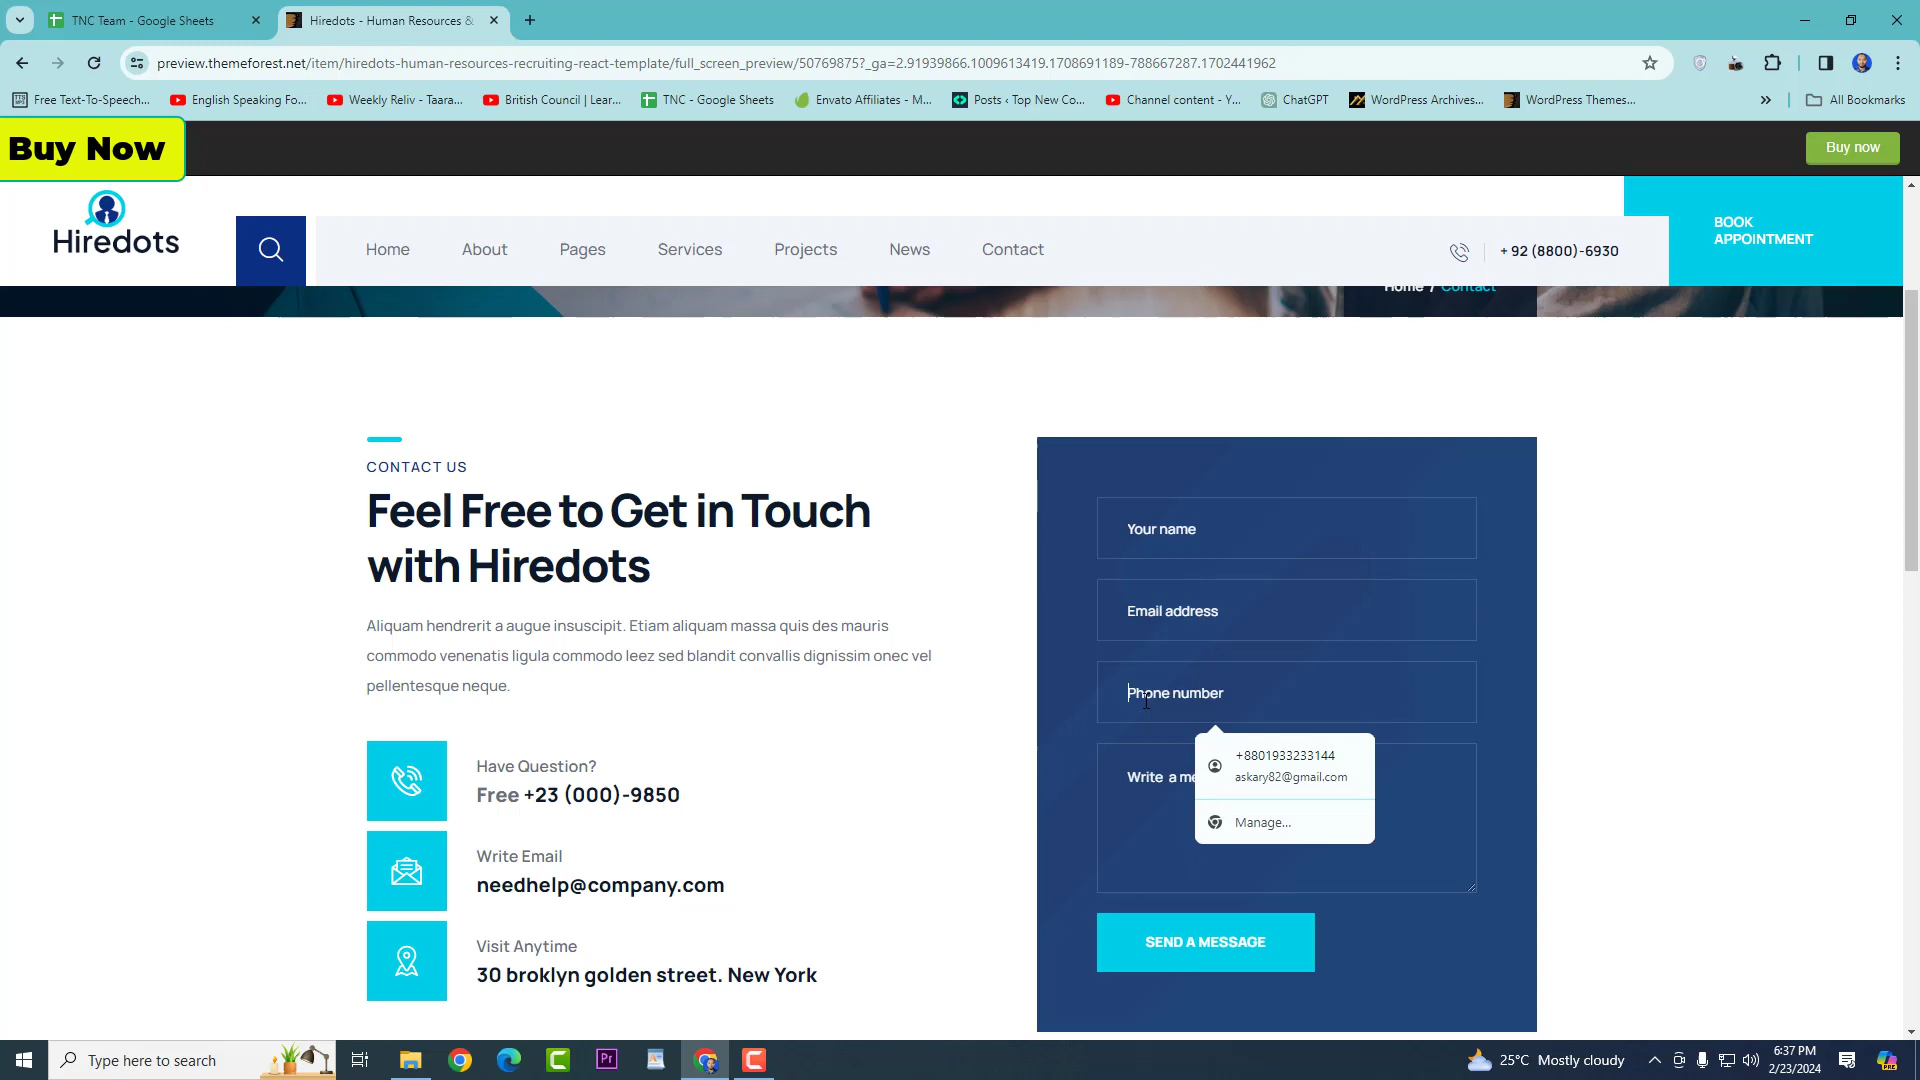 TNC Team - Google Sheets
Hiredots - Human Resources &
preview.themeforest.net/item/hiredots-human-resources-recruiting-react-template/full_screen_preview/50769875?_ga=2.91939866.1009613419.1708691189-788667287.1702441962
Free Text-To-Speech...
English Speaking Fo...
Weekly Reliv - Taara...
British Council | Lear...
TNC - Google Sheets
Envato Affiliates - M...
Posts ‹ Top New Co...
Channel content - Y...
ChatGPT
WordPress Archives...
WordPress Themes...
All Bookmarks
Buy Now
Buy now
Hiredots
Home
About
Pages
Services
Projects
News
Contact
+ 92 (8800)-6930
BOOK
APPOINTMENT
Home / Contact
CONTACT US
Feel Free to Get in Touch
with Hiredots
Aliquam hendrerit a augue insuscipit. Etiam aliquam massa quis des mauris
commodo venenatis ligula commodo leez sed blandit convallis dignissim onec vel
pellentesque neque.
Have Question?
Free +23 (000)-9850
Write Email
needhelp@company.com
Visit Anytime
30 broklyn golden street. New York
Your name
Email address
Phone number
+8801933233144
askary82@gmail.com
Manage...
Write a me
SEND A MESSAGE
Type here to search
Pr
25°C Mostly cloudy
6:37 PM
2/23/2024